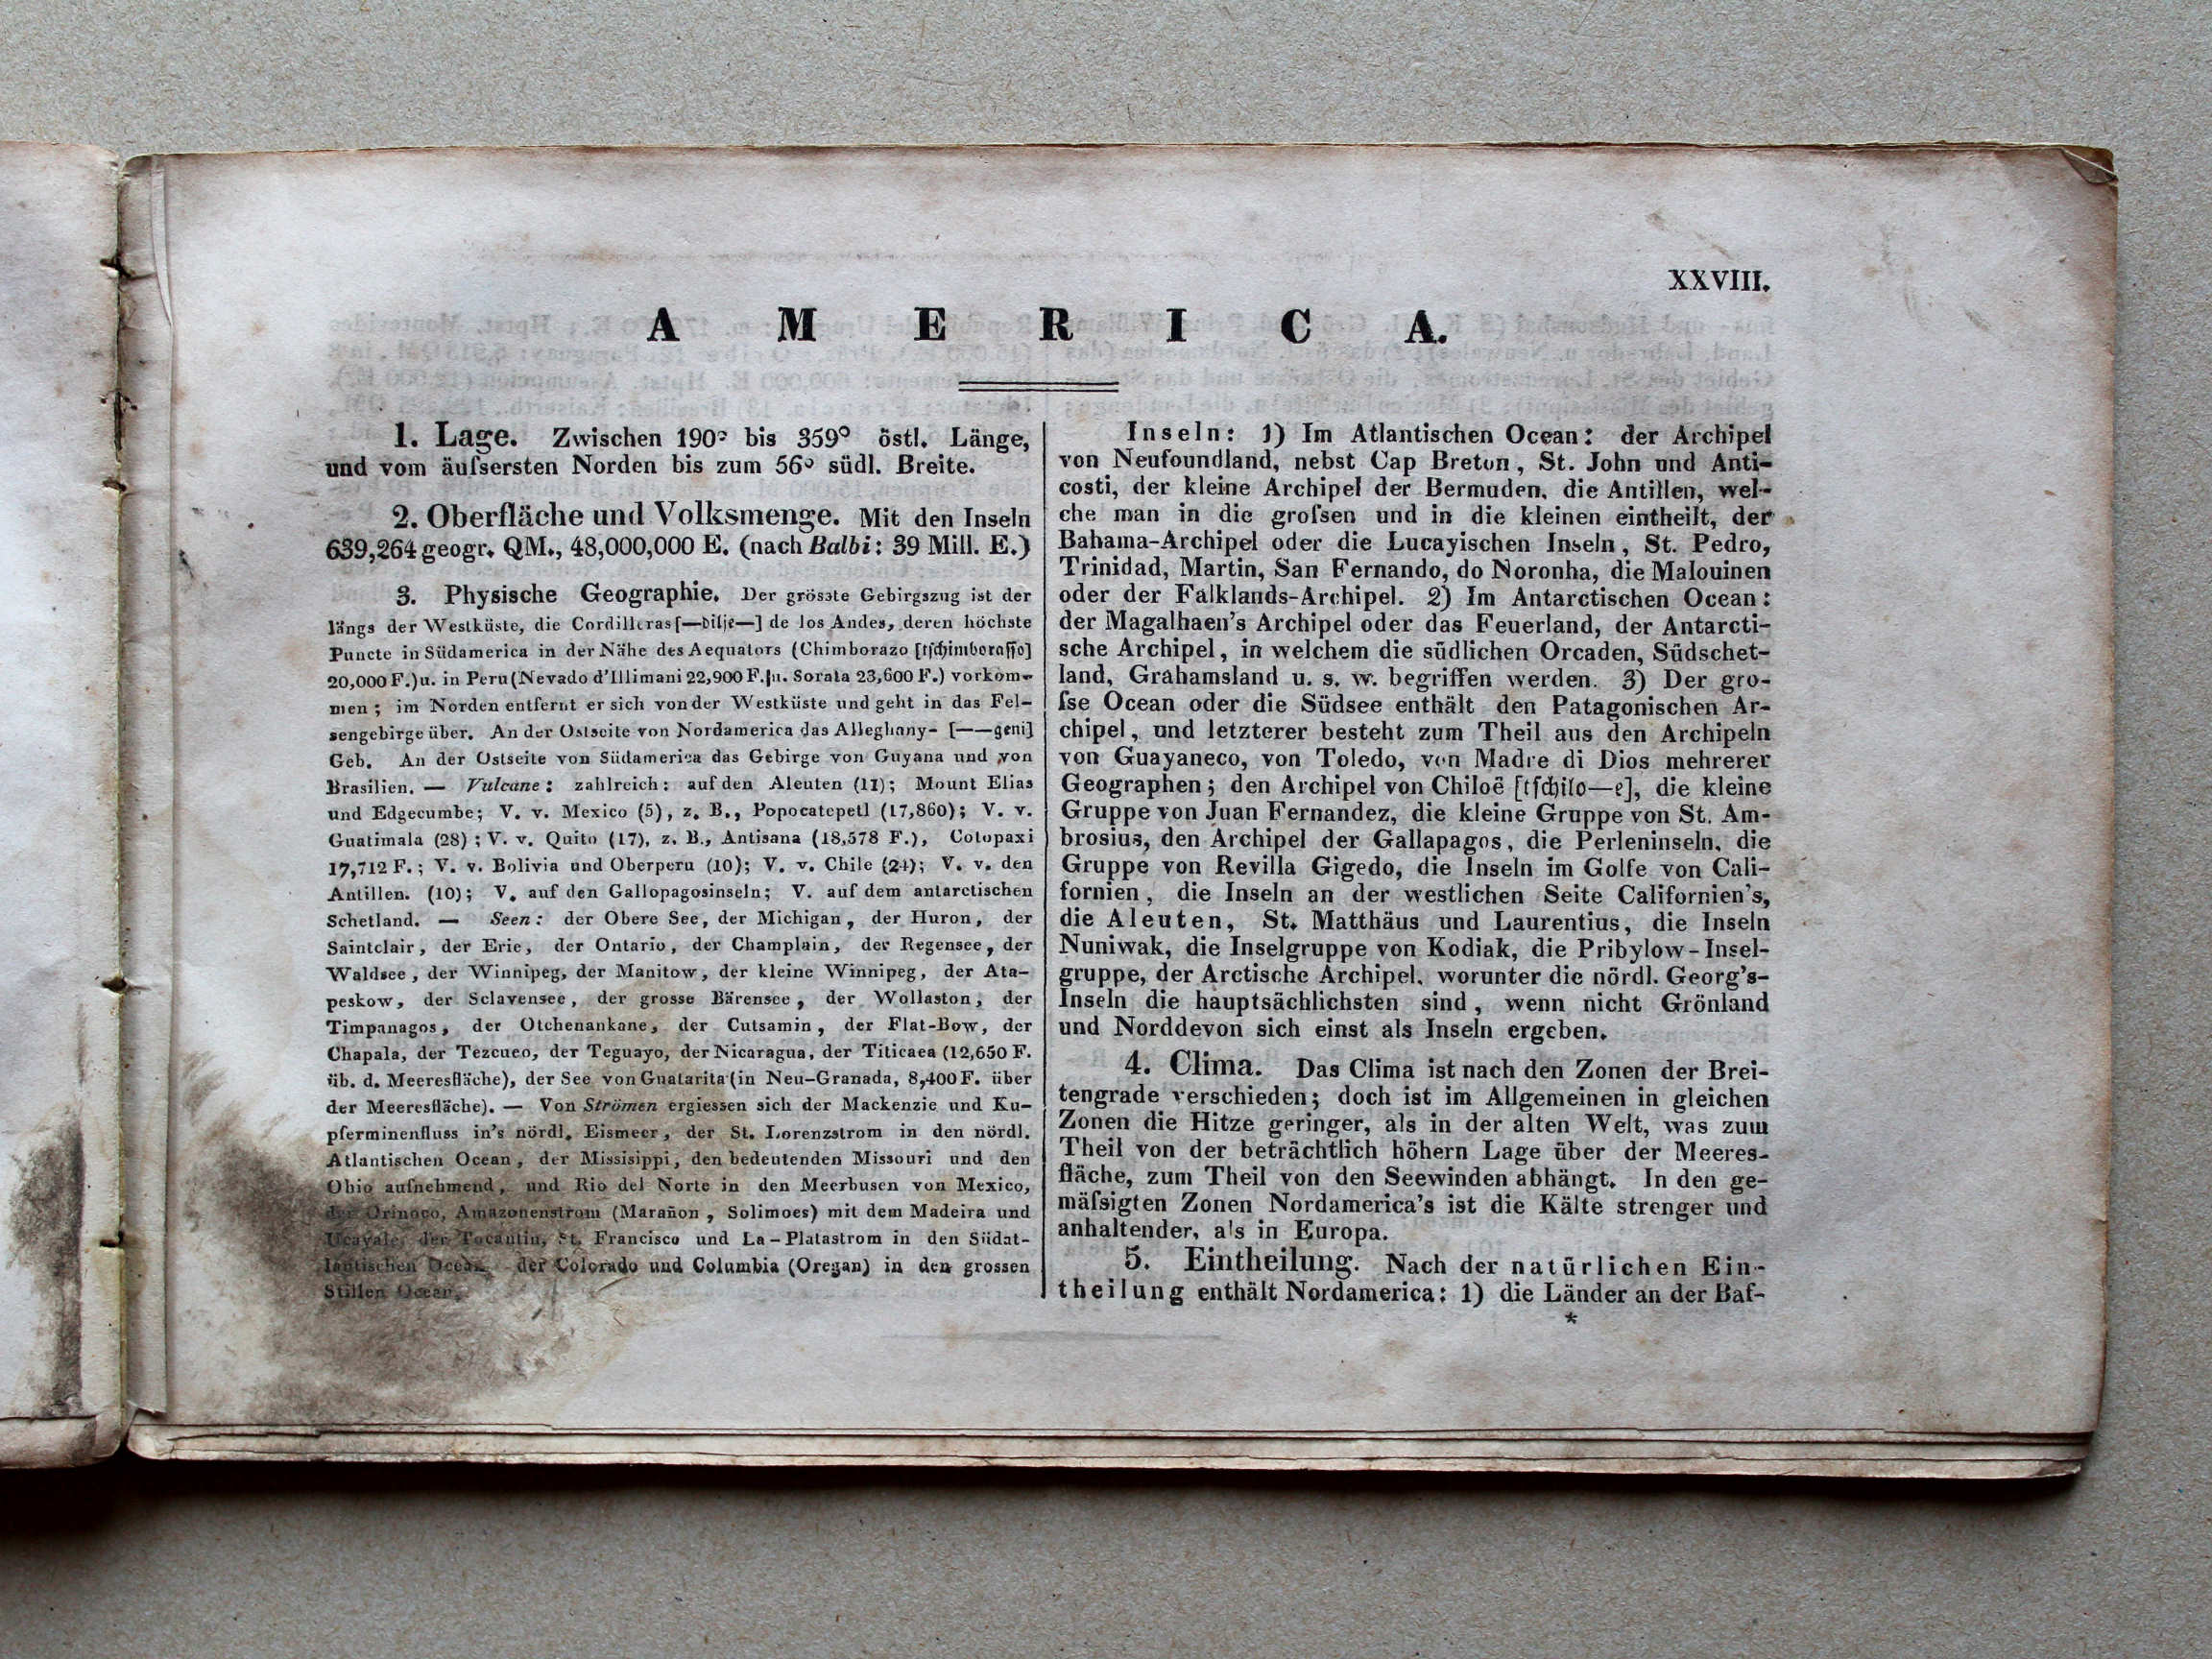 XXVIII.
AMERICA.
1. Lage. Zwischen 190° bis 359° östl. Länge,
und vom äuſsersten Norden bis zum 56° südl. Breite.
2. Oberfläche und Volksmenge. Mit den Inseln
639,264 geogr. QM., 48,000,000 E. (nach Balbi: 39 Mill. E.)
3. Physische Geographie. Der grösste Gebirgszug ist der
längs der Westküste, die Cordilleras [—dilje—] de los Andes, deren höchste
Puncte in Südamerica in der Nähe des Aequators (Chimborazo [tſchimboraſſo]
20,000 F.) u. in Peru (Nevado d'Illimani 22,900 F. u. Sorata 23,600 F.) vorkom-
men; im Norden entfernt er sich von der Westküste und geht in das Fel-
sengebirge über. An der Ostseite von Nordamerica das Alleghany- [——geni]
Geb. An der Ostseite von Südamerica das Gebirge von Guyana und von
Brasilien. — Vulcane: zahlreich: auf den Aleuten (11); Mount Elias
und Edgecumbe; V. v. Mexico (5), z. B., Popocatepetl (17,860); V. v.
Guatimala (28); V. v. Quito (17), z. B., Antisana (18,578 F.), Cotopaxi
17,712 F.; V. v. Bolivia und Oberperu (10); V. v. Chile (24); V. v. den
Antillen. (10); V. auf den Gallopagosinseln; V. auf dem antarctischen
Schetland. — Seen: der Obere See, der Michigan, der Huron, der
Saintclair, der Erie, der Ontario, der Champlain, der Regensee, der
Waldsee, der Winnipeg, der Manitow, der kleine Winnipeg, der Ata-
peskow, der Sclavensee, der grosse Bärensee, der Wollaston, der
Timpanagos, der Otchenankane, der Cutsamin, der Flat-Bow, der
Chapala, der Tezcuco, der Teguayo, der Nicaragua, der Titicaea (12,650 F.
üb. d. Meeresfläche), der See von Guatarita (in Neu-Granada, 8,400 F. über
der Meeresfläche). — Von Strömen ergiessen sich der Mackenzie und Ku-
pferminenfluss in's nördl. Eismeer, der St. Lorenzstrom in den nördl.
Atlantischen Ocean, der Missisippi, den bedeutenden Missouri und den
Ohio aufnehmend, und Rio del Norte in den Meerbusen von Mexico,
der Orinoco, Amazonenstrom (Marañon, Solimoes) mit dem Madeira und
Ucayale, der Tocantin, St. Francisco und La-Platastrom in den Südat-
lantischen Ocean, der Colorado und Columbia (Oregan) in den grossen
Stillen Ocean.
Inseln: 1) Im Atlantischen Ocean: der Archipel
von Neufoundland, nebst Cap Breton, St. John und Anti-
costi, der kleine Archipel der Bermuden, die Antillen, wel-
che man in die groſsen und in die kleinen eintheilt, der
Bahama-Archipel oder die Lucayischen Inseln, St. Pedro,
Trinidad, Martin, San Fernando, do Noronha, die Malouinen
oder der Falklands-Archipel. 2) Im Antarctischen Ocean:
der Magalhaen's Archipel oder das Feuerland, der Antarcti-
sche Archipel, in welchem die südlichen Orcaden, Südschet-
land, Grahamsland u. s. w. begriffen werden. 3) Der gro-
ſse Ocean oder die Südsee enthält den Patagonischen Ar-
chipel, und letzterer besteht zum Theil aus den Archipeln
von Guayaneco, von Toledo, von Madre di Dios mehrerer
Geographen; den Archipel von Chiloë [tſchilo—e], die kleine
Gruppe von Juan Fernandez, die kleine Gruppe von St. Am-
brosius, den Archipel der Gallapagos, die Perleninseln, die
Gruppe von Revilla Gigedo, die Inseln im Golfe von Cali-
fornien, die Inseln an der westlichen Seite Californien's,
die Aleuten, St. Matthäus und Laurentius, die Inseln
Nuniwak, die Inselgruppe von Kodiak, die Pribylow-Insel-
gruppe, der Arctische Archipel, worunter die nördl. Georg's-
Inseln die hauptsächlichsten sind, wenn nicht Grönland
und Norddevon sich einst als Inseln ergeben.
4. Clima. Das Clima ist nach den Zonen der Brei-
tengrade verschieden; doch ist im Allgemeinen in gleichen
Zonen die Hitze geringer, als in der alten Welt, was zum
Theil von der beträchtlich höhern Lage über der Meeres-
fläche, zum Theil von den Seewinden abhängt. In den ge-
mäſsigten Zonen Nordamerica's ist die Kälte strenger und
anhaltender, als in Europa.
5. Eintheilung. Nach der natürlichen Ein-
theilung enthält Nordamerica: 1) die Länder an der Baf-
*